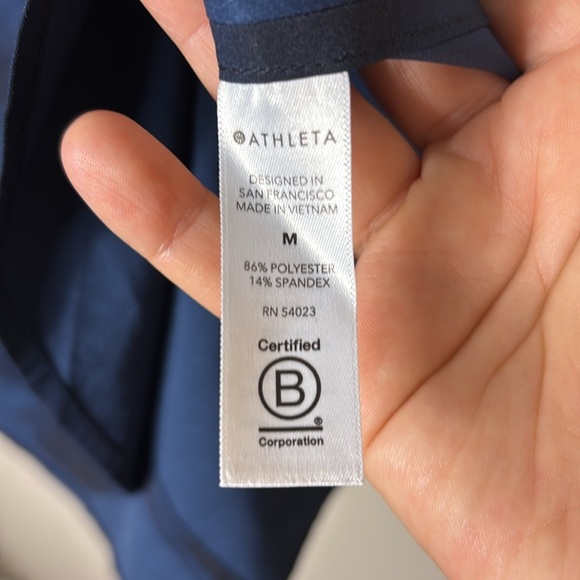 ATHLETA
DESIGNED IN
SAN FRANCISCO
MADE IN VIETNAM
M
86% POLYESTER
14% SPANDEX
RN 54023
Certified
B
®
Corporation